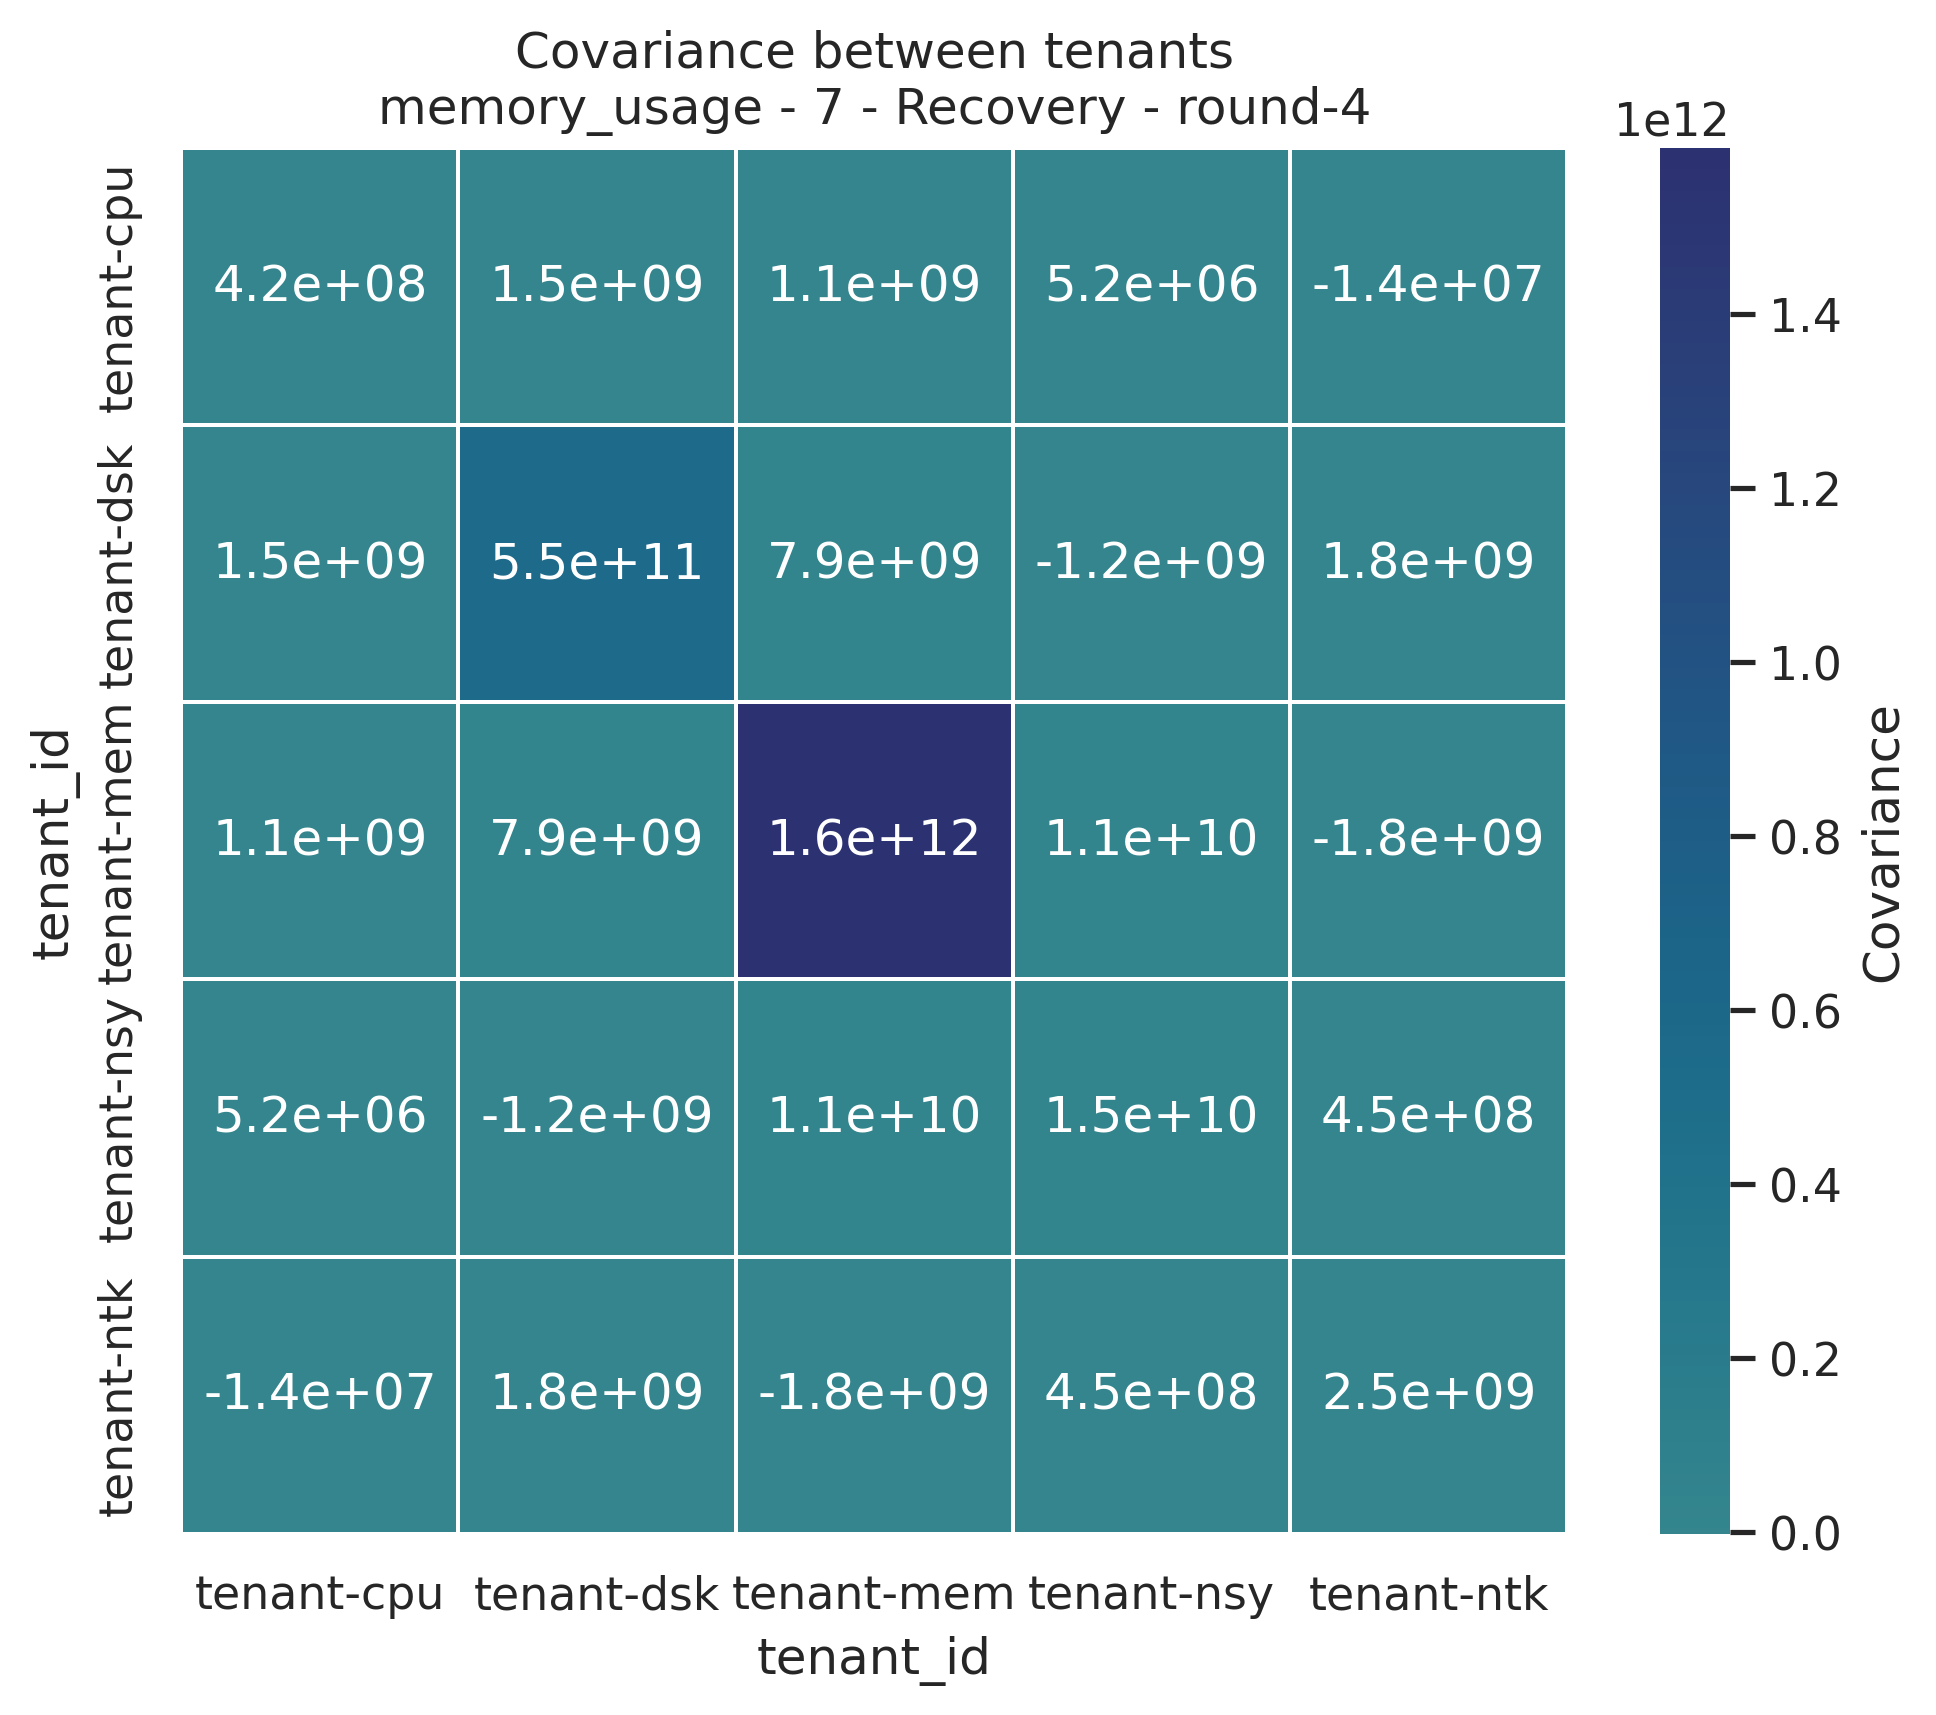 Covariance between tenants
memory_usage - 7 - Recovery - round-4
1e12
tenant_id
tenant-cpu
4.2e+08 1.5e+09 1.1e+09 5.2e+06 -1.4e+07
tenant-dsk
1.5e+09 5.5e+11 7.9e+09 -1.2e+09 1.8e+09
tenant-mem
1.1e+09 7.9e+09 1.6e+12 1.1e+10 -1.8e+09
tenant-nsy
5.2e+06 -1.2e+09 1.1e+10 1.5e+10 4.5e+08
tenant-ntk
-1.4e+07 1.8e+09 -1.8e+09 4.5e+08 2.5e+09
tenant-cpu tenant-dsk tenant-mem tenant-nsy tenant-ntk
tenant_id
1.4
1.2
1.0
0.8
0.6
0.4
0.2
0.0
Covariance